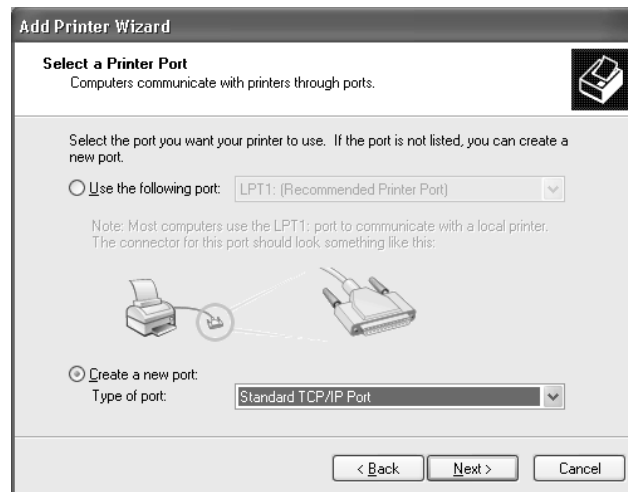 Add Printer Wizard
Select a Printer Port
Computers communicate with printers through ports.
Select the port you want your printer to use. If the port is not listed, you can create a
new port.
Use the following port: LPT1: (Recommended Printer Port)
Note: Most computers use the LPT1: port to communicate with a local printer.
The connector for this port should look something like this:
Create a new port:
Type of port: Standard TCP/IP Port
< Back Next > Cancel